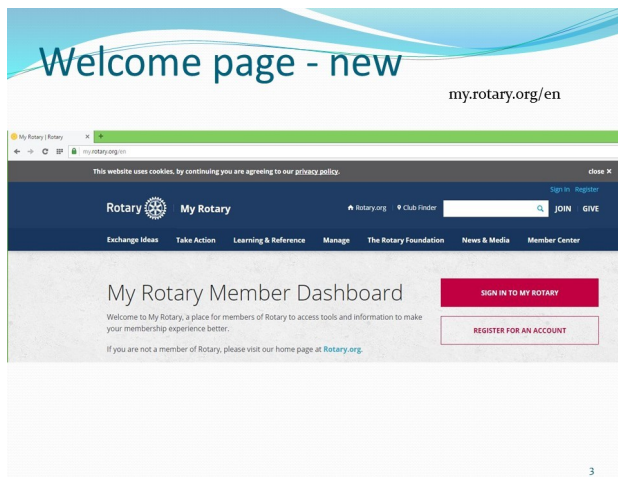 Welcome page - new
my.rotary.org/en
My Rotary | Rotary
my.rotary.org/en
This website uses cookies, by continuing you are agreeing to our privacy policy.
close ×
Sign In Register
Rotary
My Rotary
Rotary.org
Club Finder
JOIN
GIVE
Exchange Ideas Take Action Learning & Reference Manage The Rotary Foundation News & Media Member Center
My Rotary Member Dashboard
Welcome to My Rotary, a place for members of Rotary to access tools and information to make
your membership experience better.
If you are not a member of Rotary, please visit our home page at Rotary.org.
SIGN IN TO MY ROTARY
REGISTER FOR AN ACCOUNT
3